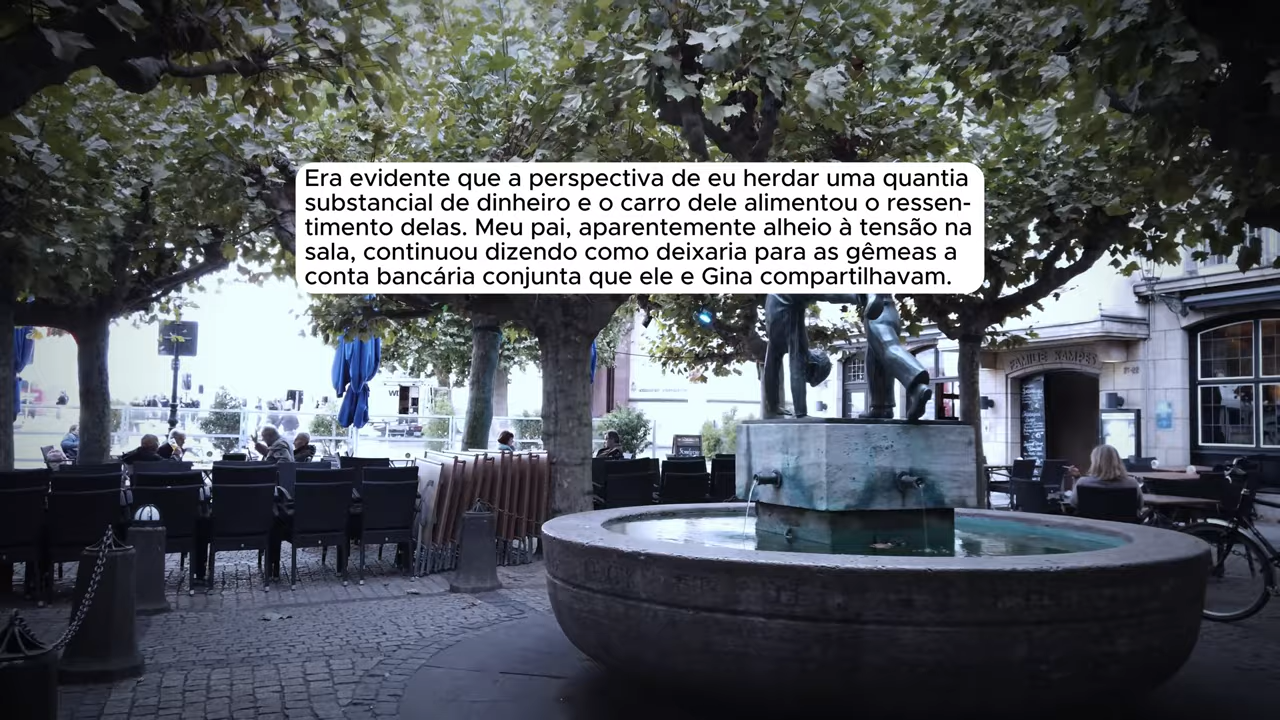 Era evidente que a perspectiva de eu herdar uma quantia
substancial de dinheiro e o carro dele alimentou o ressen-
timento delas. Meu pai, aparentemente alheio à tensão na
sala, continuou dizendo como deixaria para as gêmeas a
conta bancária conjunta que ele e Gina compartilhavam.
FAMILIE KAMPES